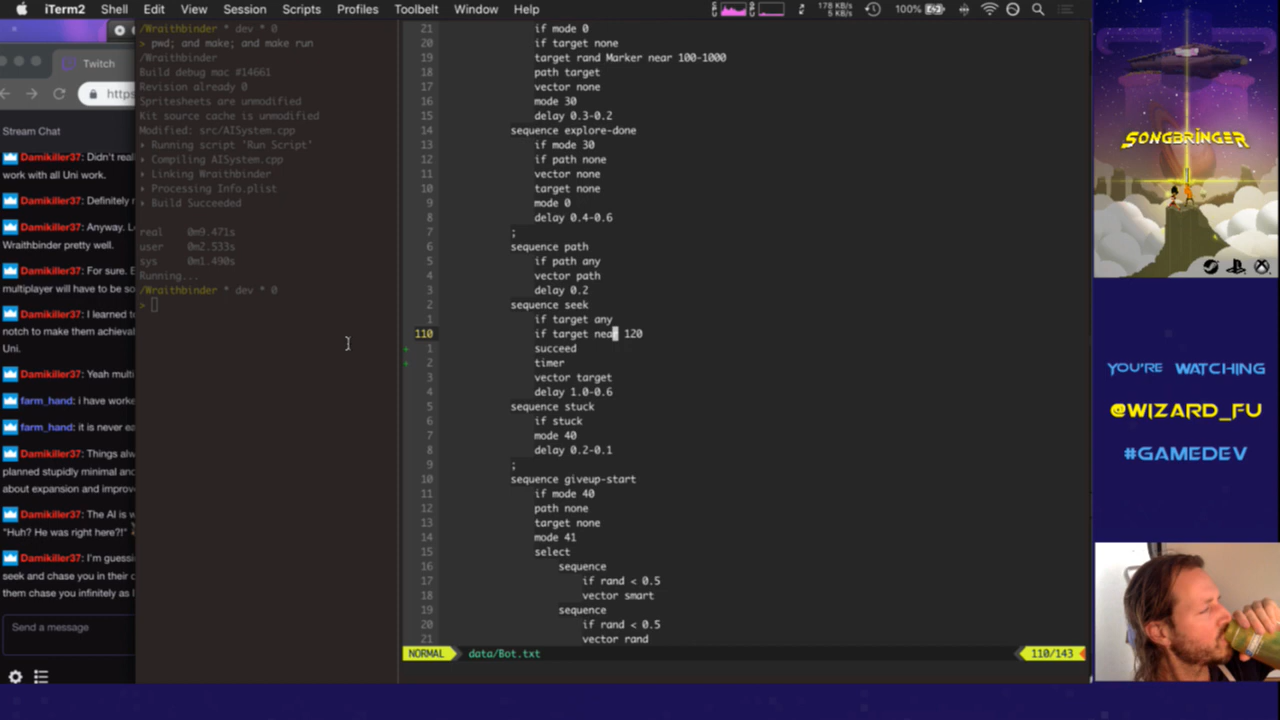 iTerm2 Shell Edit View Session Scripts Profiles Toolbelt Window Help
178 KB/s
5 KB/s
100%
Twitch
https
Stream Chat
Damikiller37: Didn't real
work with all Uni work.
Damikiller37: Definitely
Damikiller37: Anyway.
Wraithbinder pretty well.
Damikiller37: For sure.
multiplayer will have to be so
Damikiller37: I learned
notch to make them achieva
Uni.
Damikiller37: Yeah multi
farm_hand: i have worke
farm_hand: it is never ea
Damikiller37: Things alw
planned stupidly minimal and
about expansion and improv
Damikiller37: The AI is w
"Huh? He was right here?!"
Damikiller37: I'm guessi
seek and chase you in their
them chase you infinitely as
Send a message
/Wraithbinder * dev * 0
> pwd; and make; and make run
/Wraithbinder
Build debug mac #14661
Revision already 0
Spritesheets are unmodified
Kit source cache is unmodified
Modified: src/AISystem.cpp
▸ Running script 'Run Script'
▸ Compiling AISystem.cpp
▸ Linking Wraithbinder
▸ Processing Info.plist
▸ Build Succeeded
real 0m9.471s
user 0m2.533s
sys 0m1.490s
Running...
/Wraithbinder * dev * 0
>
21 if mode 0
20 if target none
19 target rand Marker near 100-1000
18 path target
17 vector none
16 mode 30
15 delay 0.3-0.2
14 sequence explore-done
13 if mode 30
12 if path none
11 vector none
10 target none
9 mode 0
8 delay 0.4-0.6
7 ;
6 sequence path
5 if path any
4 vector path
3 delay 0.2
2 sequence seek
1 if target any
110 if target near 120
+ 1 succeed
+ 2 timer
3 vector target
4 delay 1.0-0.6
5 sequence stuck
6 if stuck
7 mode 40
8 delay 0.2-0.1
9 ;
10 sequence giveup-start
11 if mode 40
12 path none
13 target none
14 mode 41
15 select
16 sequence
17 if rand < 0.5
18 vector smart
19 sequence
20 if rand < 0.5
21 vector rand
NORMAL data/Bot.txt 110/143
SONGBRINGER
YOU'RE WATCHING
@WIZARD_FU
#GAMEDEV